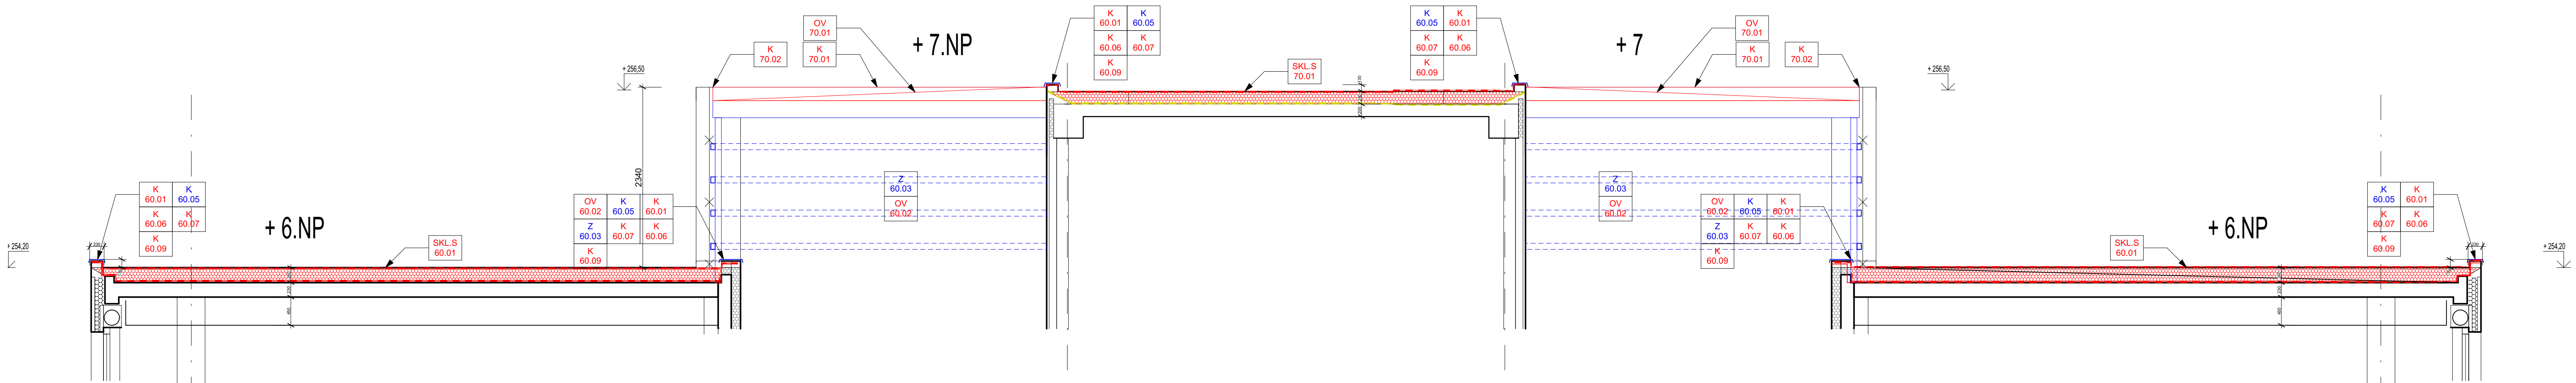 OV
70.01
+ 7.NP
K
60.01
K
60.05
K
60.06
K
60.07
K
60.09
K
60.05
K
60.01
K
60.07
K
60.06
K
60.09
+ 7
OV
70.01
K
70.02
K
70.01
K
70.01
K
70.02
+ 256,50
SKL.S
70.01
+ 256,50
2340
K
60.01
K
60.05
K
60.06
K
60.07
K
60.09
+ 6.NP
OV
60.02
K
60.05
K
60.01
Z
60.03
K
60.07
K
60.06
K
60.09
Z
60.03
OV
60.02
Z
60.03
OV
60.02
OV
60.02
K
60.05
K
60.01
Z
60.03
K
60.07
K
60.06
K
60.09
+ 6.NP
K
60.05
K
60.01
K
60.07
K
60.06
K
60.09
+ 254,20
SKL.S
60.01
SKL.S
60.01
+ 254,20
230
230
450
450